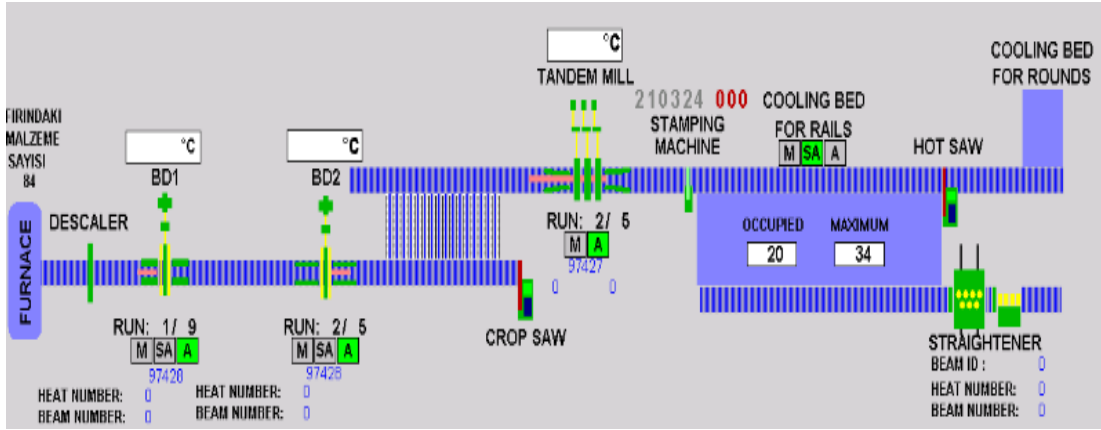 °C
TANDEM MILL
COOLING BED
FOR ROUNDS
210324 000
STAMPING
MACHINE
COOLING BED
FOR RAILS
M SA A
HOT SAW
FIRINDAKI
MALZEME
SAYISI
84
°C
BD1
°C
BD2
DESCALER
FURNACE
RUN: 2/ 5
M A
97427
0 0
OCCUPIED
20
MAXIMUM
34
CROP SAW
RUN: 1/ 9
M SA A
HEAT NUMBER: 0
BEAM NUMBER: 0
RUN: 2/ 5
M SA A
97428
HEAT NUMBER: 0
BEAM NUMBER: 0
STRAIGHTENER
BEAM ID : 0
HEAT NUMBER: 0
BEAM NUMBER: 0